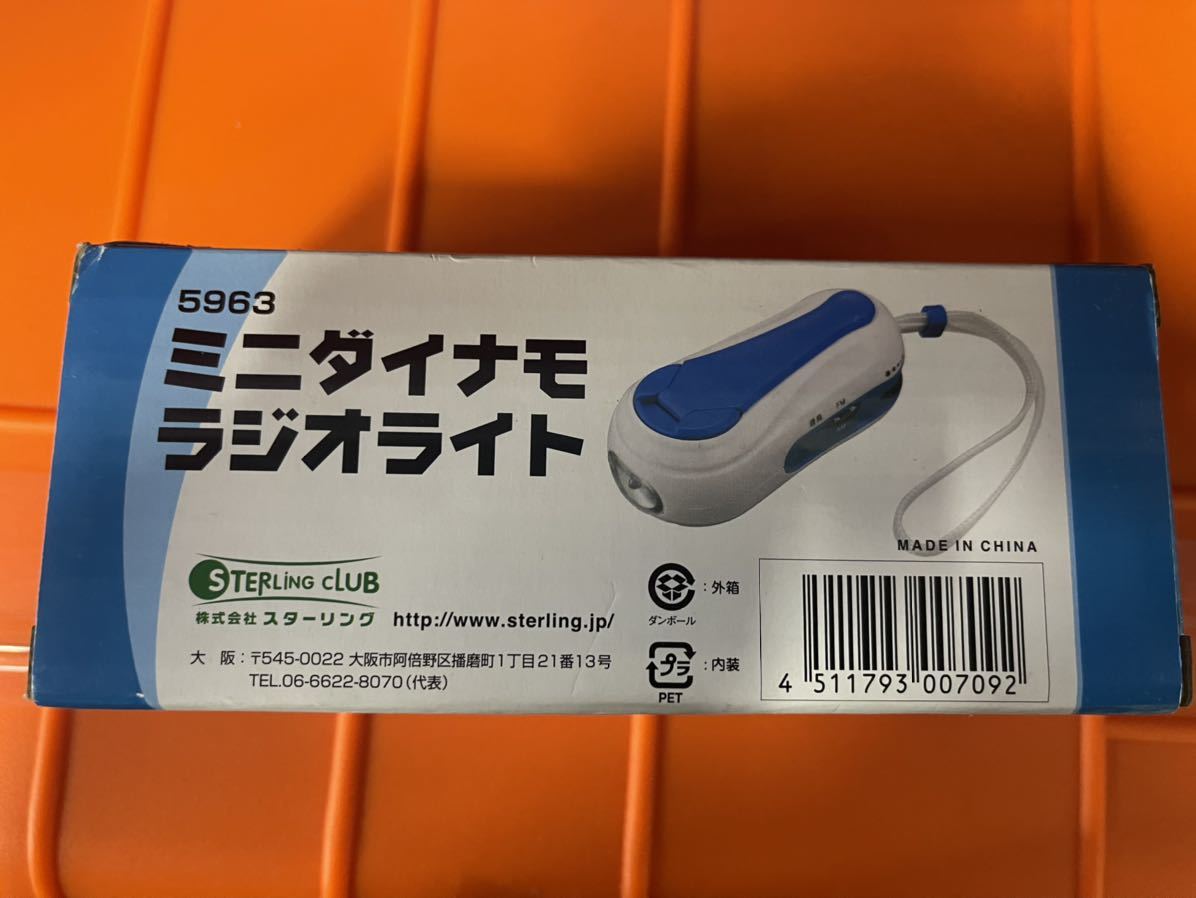 5963
ミニダイナモ
ラジオライト
FM
MADE IN CHINA
STERLING CLUB
株式会社 スターリング
http://www.sterling.jp/
大 阪：〒545-0022 大阪市阿倍野区播磨町1丁目21番13号
TEL.06-6622-8070（代表）
ダンボール
：外箱
プラ
：内装
PET
4 511793 007092